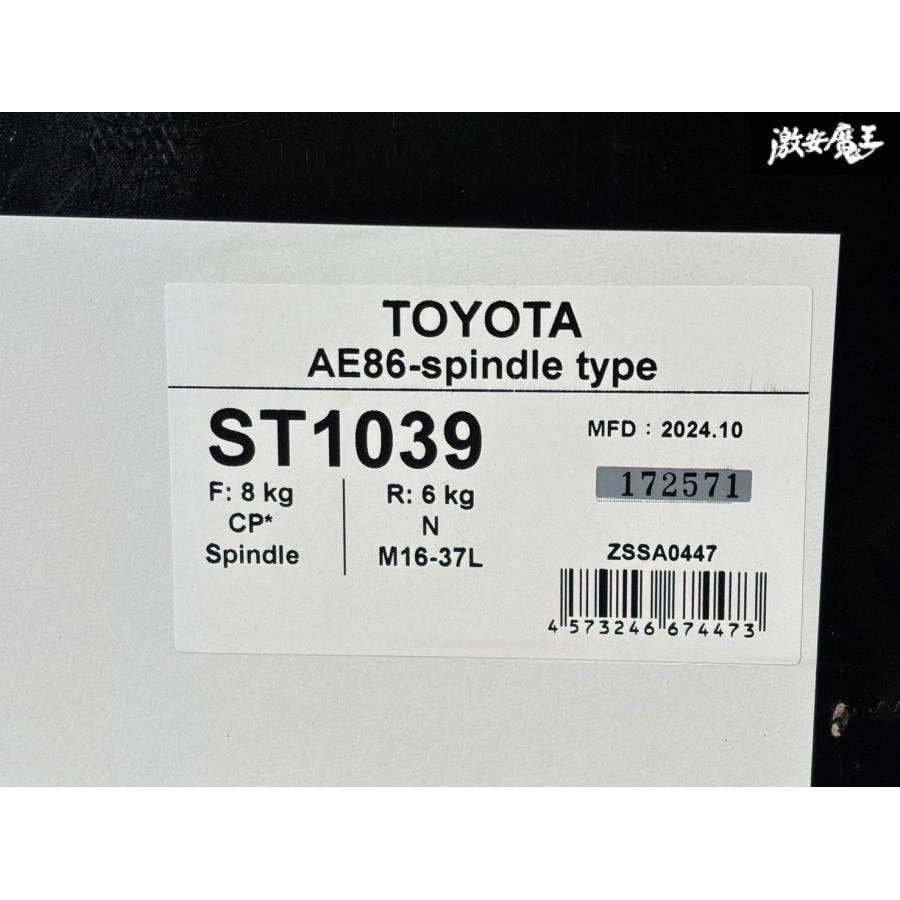 激安魔王
TOYOTA
AE86-spindle type
ST1039
MFD : 2024.10
172571
F: 8 kg
R: 6 kg
CP*
N
Spindle
M16-37L
ZSSA0447
4 573246 674473